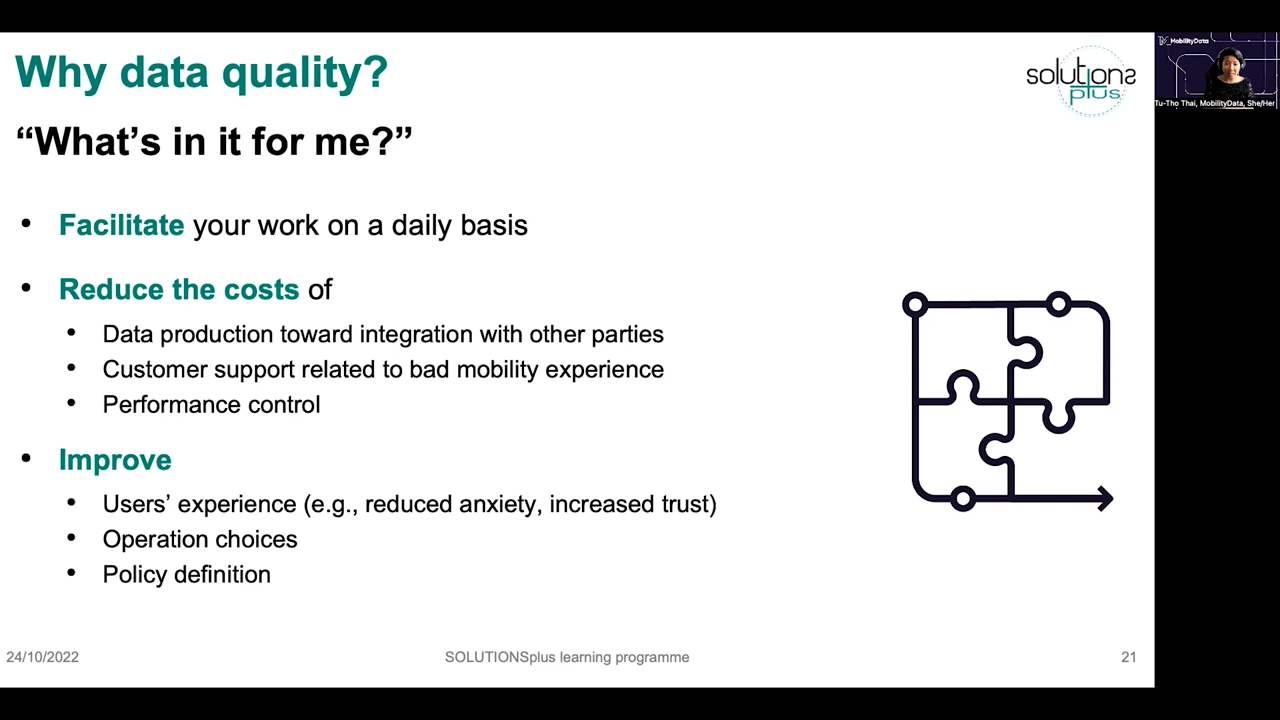 Why data quality?
solutions
plus
MobilityData
Tu-Tho Thai, MobilityData, She/Her
“What’s in it for me?”
• Facilitate your work on a daily basis
• Reduce the costs of
• Data production toward integration with other parties
• Customer support related to bad mobility experience
• Performance control
• Improve
• Users’ experience (e.g., reduced anxiety, increased trust)
• Operation choices
• Policy definition
24/10/2022
SOLUTIONSplus learning programme
21